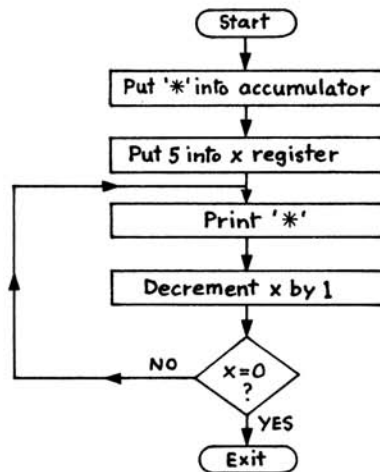 Start
Put '*' into accumulator
Put 5 into x register
Print '*'
Decrement x by 1
x=0
?
NO
YES
Exit